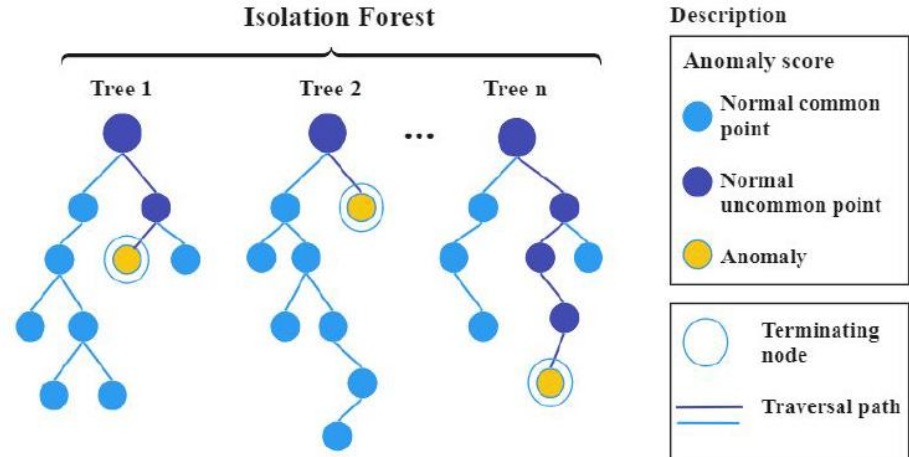 Isolation Forest
Description
Tree 1
Tree 2
...
Tree n
Anomaly score
Normal common
point
Normal
uncommon point
Anomaly
Terminating
node
Traversal path